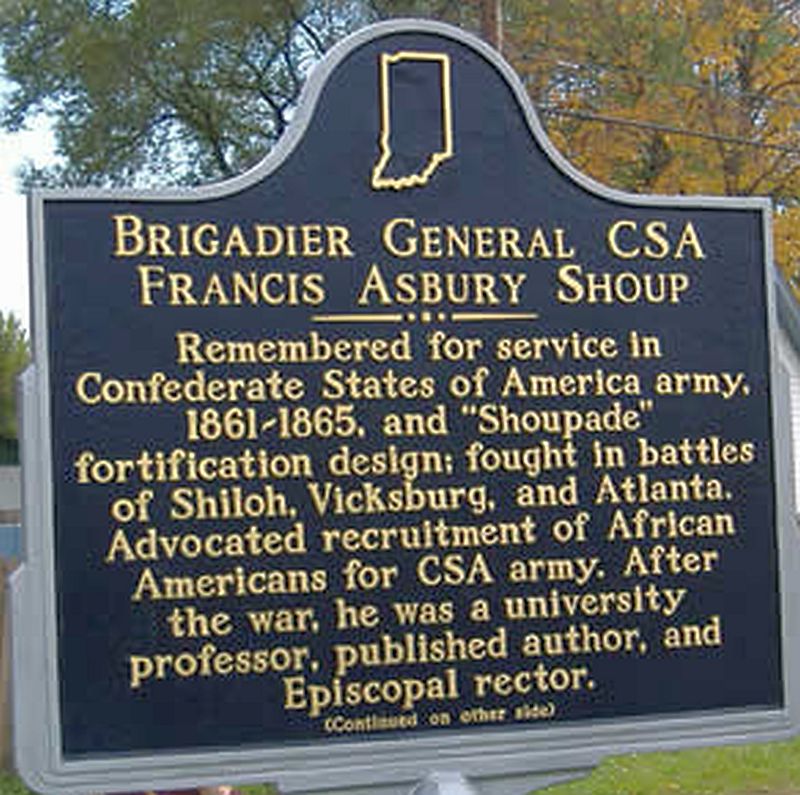 BRIGADIER GENERAL CSA
FRANCIS ASBURY SHOUP
Remembered for service in
Confederate States of America army,
1861-1865, and "Shoupade"
fortification design; fought in battles
of Shiloh, Vicksburg, and Atlanta.
Advocated recruitment of African
Americans for CSA army. After
the war, he was a university
professor, published author, and
Episcopal rector.
(Continued on other side)